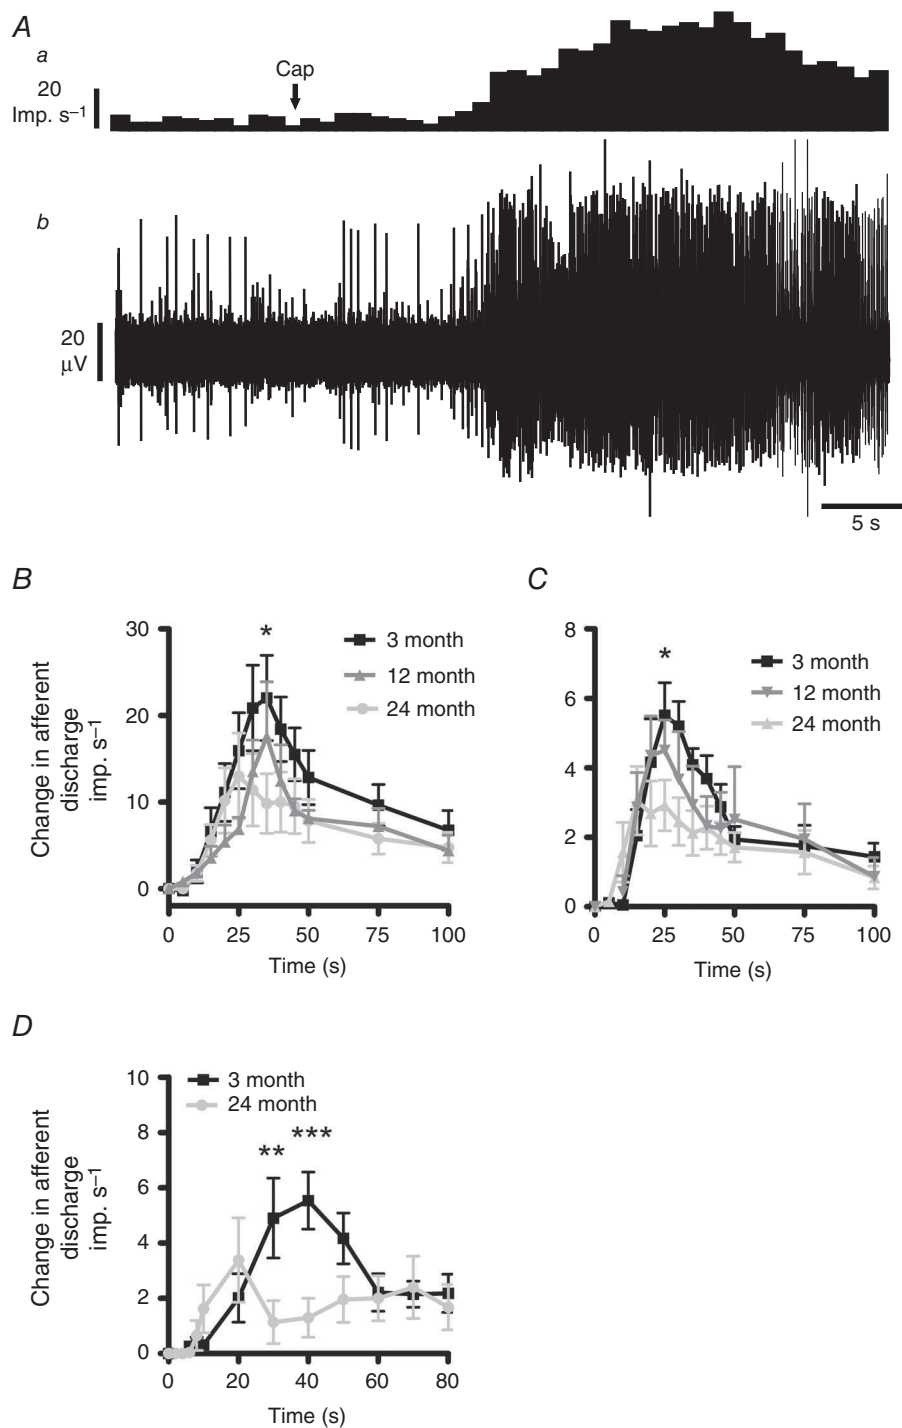 A
a
20
Imp. s⁻¹
Cap
b
20
μV
5 s
B
Change in afferent
discharge
imp. s⁻¹
30
20
10
0
*
3 month
12 month
24 month
0 25 50 75 100
Time (s)
C
8
6
4
2
0
*
3 month
12 month
24 month
0 25 50 75 100
Time (s)
D
Change in afferent
discharge
imp. s⁻¹
10
8
6
4
2
0
3 month
24 month
** ***
0 20 40 60 80
Time (s)